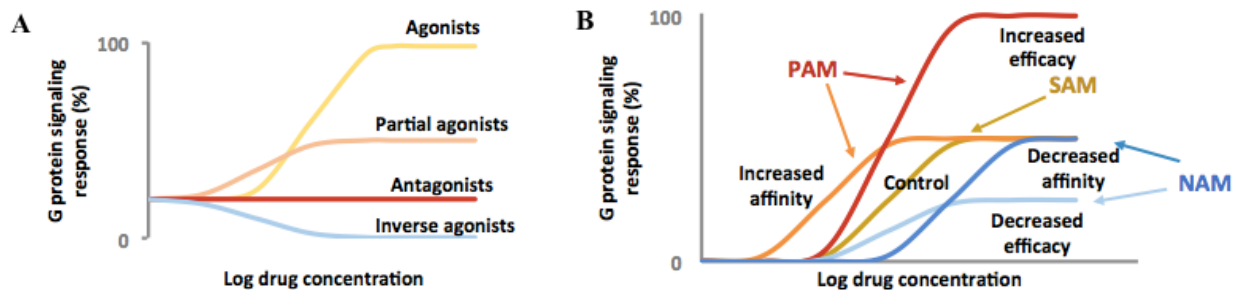 A
G protein signaling
response (%)
100
0
Agonists
Partial agonists
Antagonists
Inverse agonists
Log drug concentration
B
G protein signaling
response (%)
100
0
PAM
Increased
efficacy
SAM
Increased
affinity
Control
Decreased
affinity
NAM
Decreased
efficacy
Log drug concentration